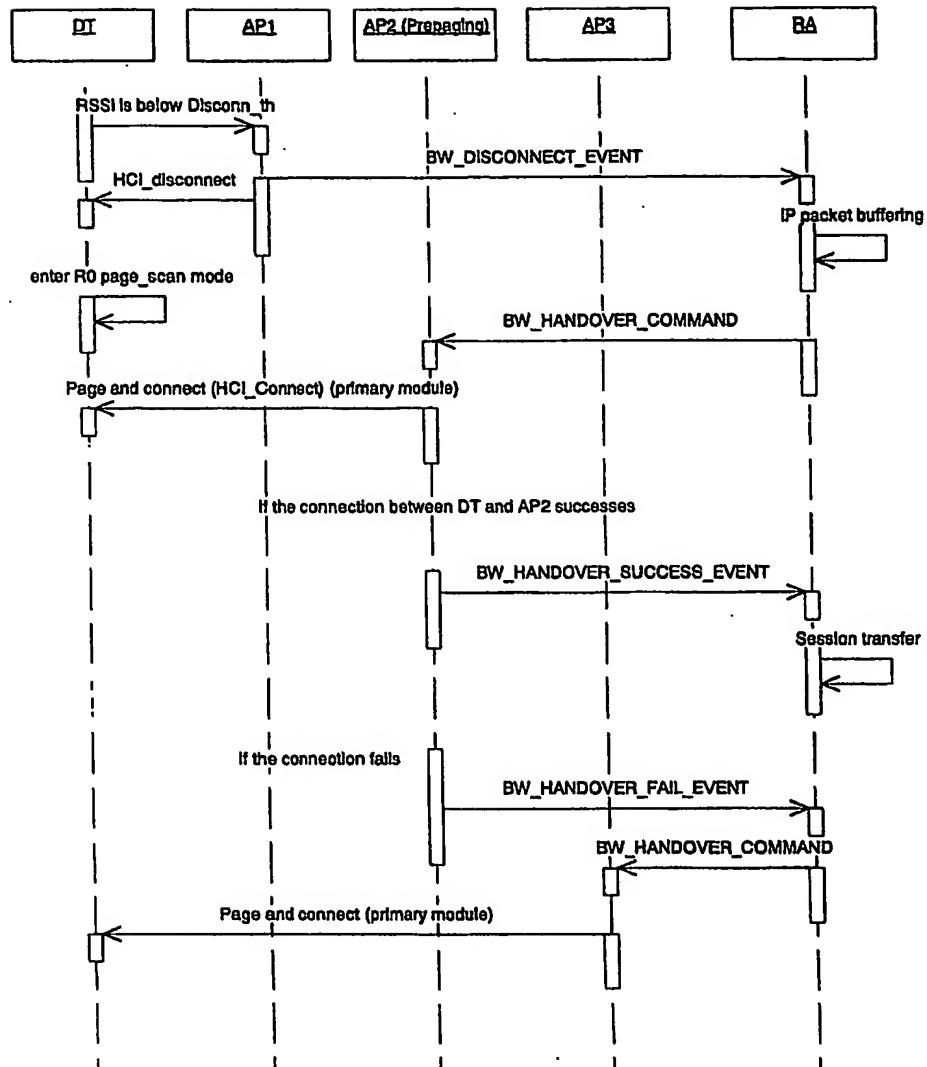 DT
AP1
AP2 (Prepaging)
AP3
RA
RSSI is below Disconn_th
BW_DISCONNECT_EVENT
HCI_disconnect
IP packet buffering
enter R0 page_scan mode
BW_HANDOVER_COMMAND
Page and connect (HCI_Connect) (primary module)
If the connection between DT and AP2 successes
BW_HANDOVER_SUCCESS_EVENT
Session transfer
If the connection fails
BW_HANDOVER_FAIL_EVENT
BW_HANDOVER_COMMAND
Page and connect (primary module)